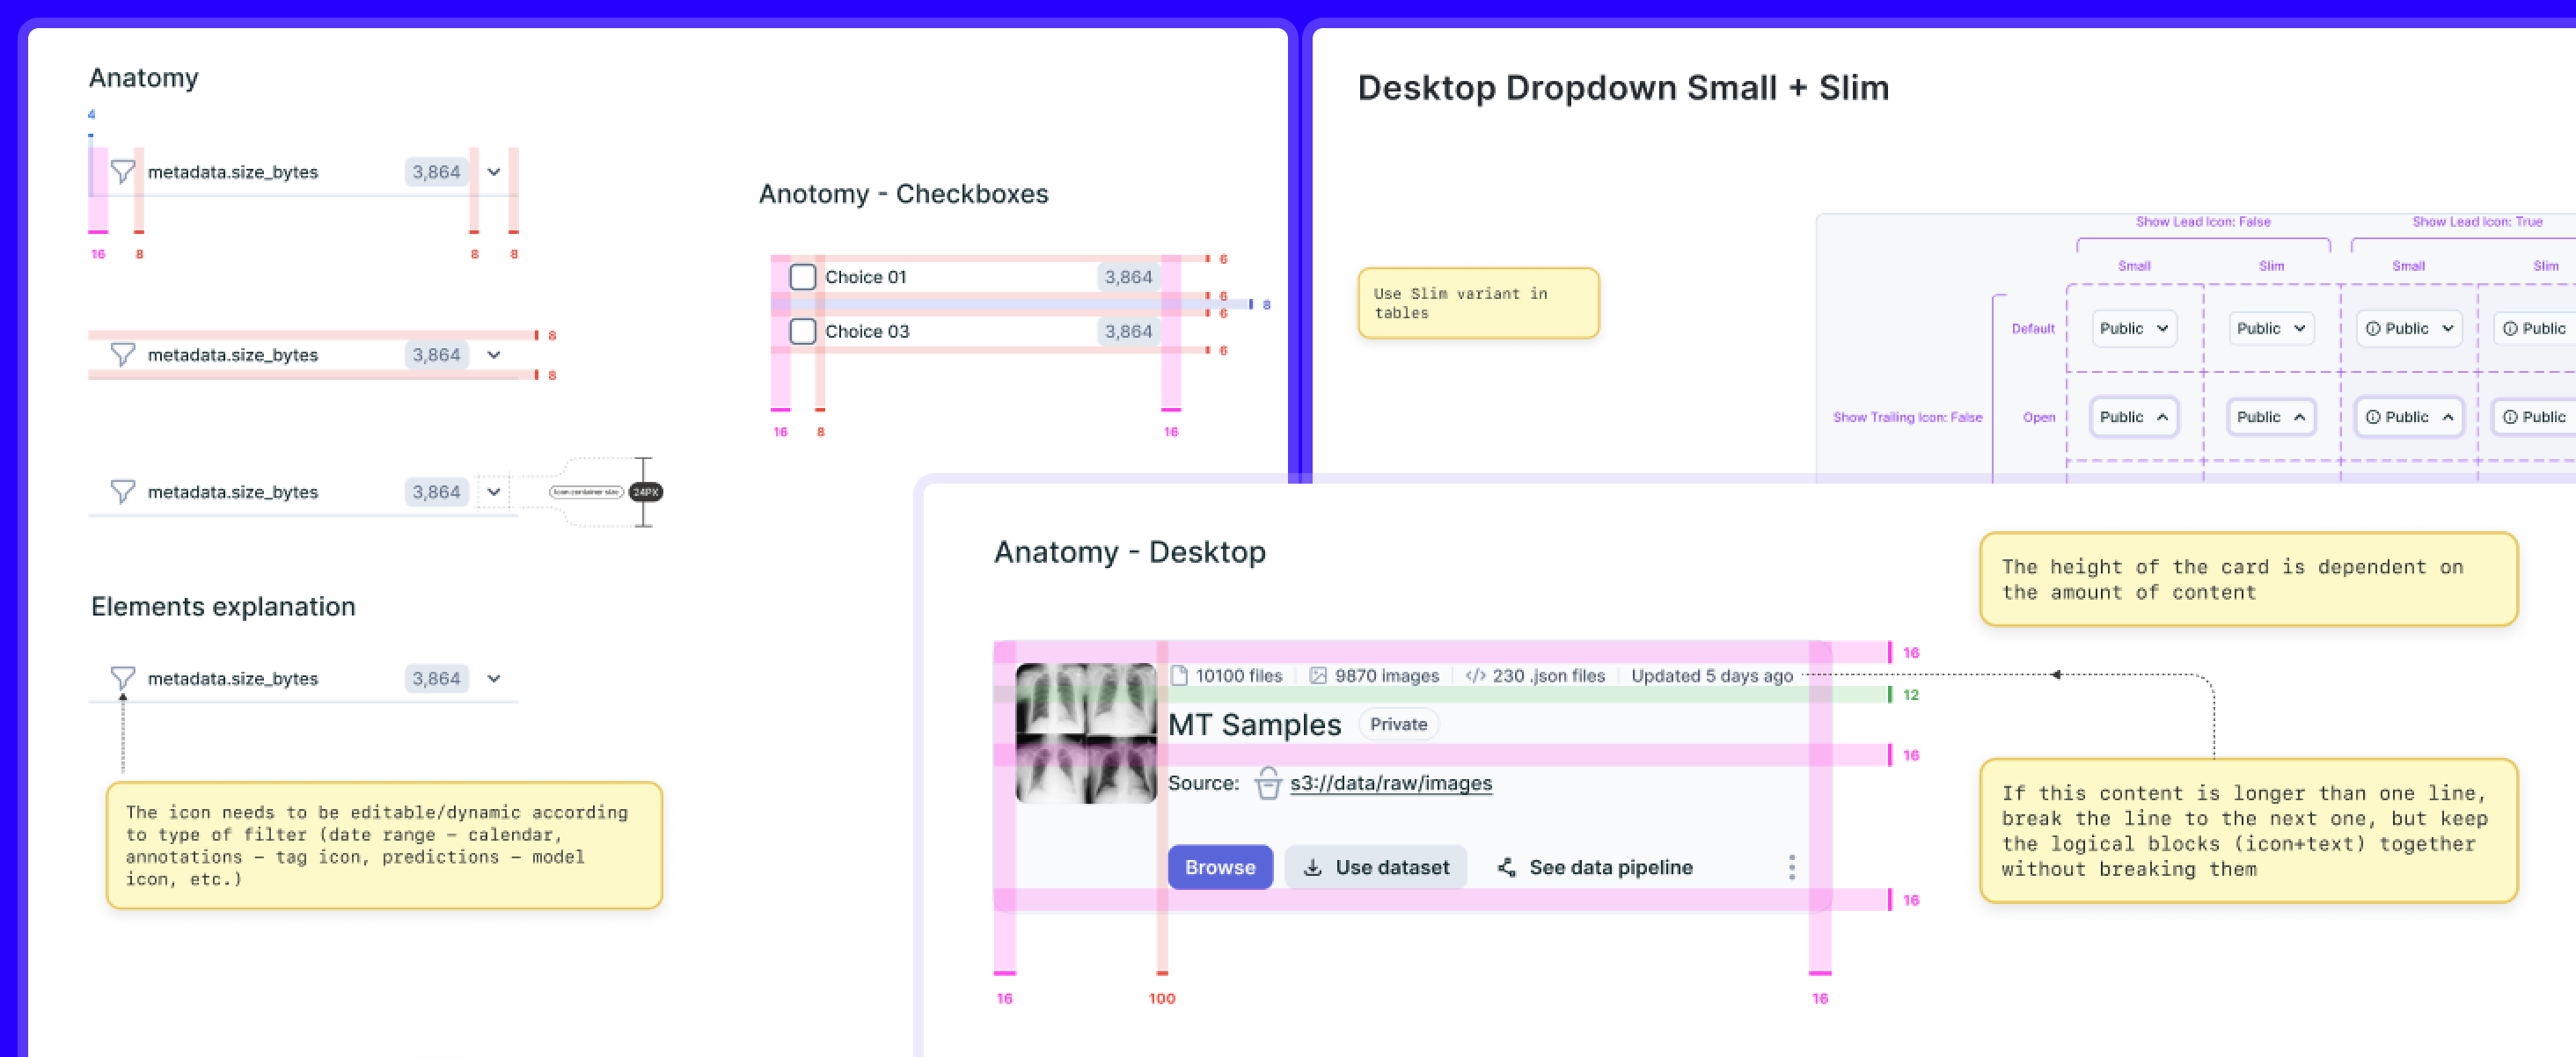 Anatomy
4
metadata.size_bytes 3,864
16 8 8 8
metadata.size_bytes 3,864
8
8
metadata.size_bytes 3,864
Icon container size 24PX
Elements explanation
metadata.size_bytes 3,864
The icon needs to be editable/dynamic according
to type of filter (date range – calendar,
annotations – tag icon, predictions – model
icon, etc.)
Anotomy - Checkboxes
6
Choice 01 3,864
6
8
6
Choice 03 3,864
6
16 8 16
Desktop Dropdown Small + Slim
Use Slim variant in
tables
Show Lead Icon: False Show Lead Icon: True
Small Slim Small Slim
Default Public Public Public Public
Show Trailing Icon: False Open Public Public Public Public
Anatomy - Desktop
16
10100 files 9870 images </> 230 .json files Updated 5 days ago
12
MT Samples Private
16
Source: s3://data/raw/images
Browse Use dataset See data pipeline
16
16 100 16
The height of the card is dependent on
the amount of content
If this content is longer than one line,
break the line to the next one, but keep
the logical blocks (icon+text) together
without breaking them